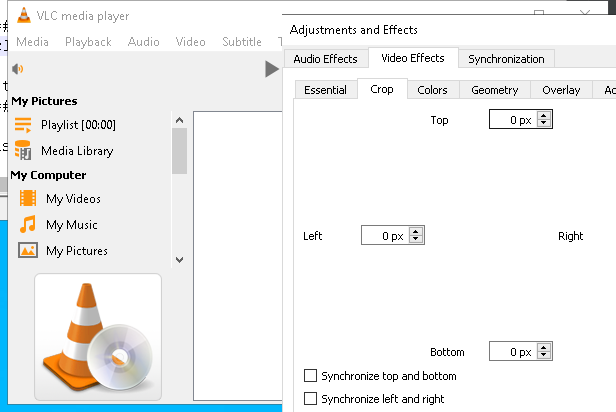 VLC media player
Media Playback Audio Video Subtitle
My Pictures
Playlist [00:00]
Media Library
My Computer
My Videos
My Music
My Pictures
Adjustments and Effects
Audio Effects Video Effects Synchronization
Essential Crop Colors Geometry Overlay
Top 0 px
Left 0 px Right
Bottom 0 px
Synchronize top and bottom
Synchronize left and right